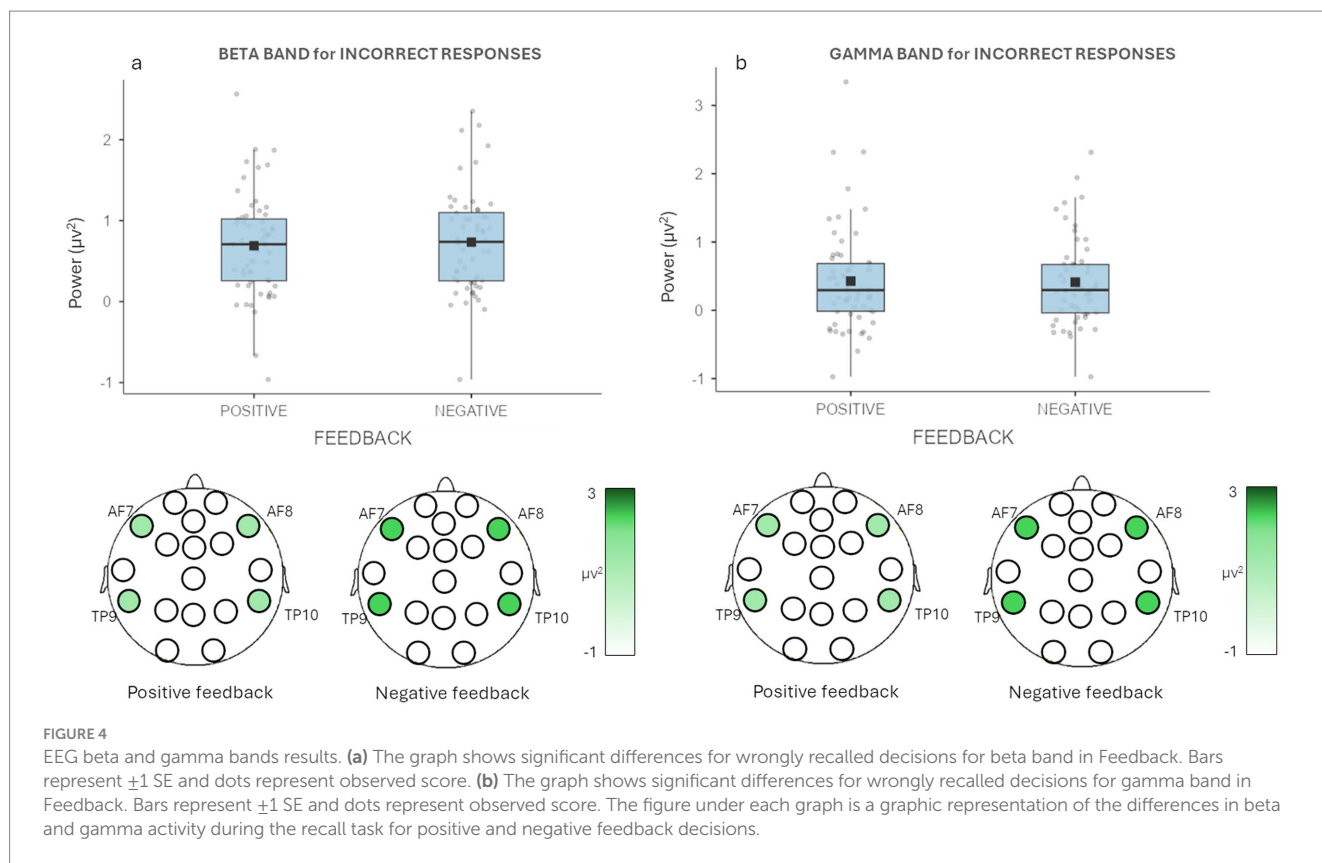 BETA BAND for INCORRECT RESPONSES
a
2
1
0
-1
Power (µv²)
POSITIVE
NEGATIVE
FEEDBACK
GAMMA BAND for INCORRECT RESPONSES
b
3
2
1
0
-1
Power (µv²)
POSITIVE
NEGATIVE
FEEDBACK
AF7
AF8
TP9
TP10
Positive feedback
AF7
AF8
TP9
TP10
Negative feedback
3
µv²
-1
AF7
AF8
TP9
TP10
Positive feedback
AF7
AF8
TP9
TP10
Negative feedback
3
µv²
-1
FIGURE 4
EEG beta and gamma bands results. (a) The graph shows significant differences for wrongly recalled decisions for beta band in Feedback. Bars
represent ±1 SE and dots represent observed score. (b) The graph shows significant differences for wrongly recalled decisions for gamma band in
Feedback. Bars represent ±1 SE and dots represent observed score. The figure under each graph is a graphic representation of the differences in beta
and gamma activity during the recall task for positive and negative feedback decisions.